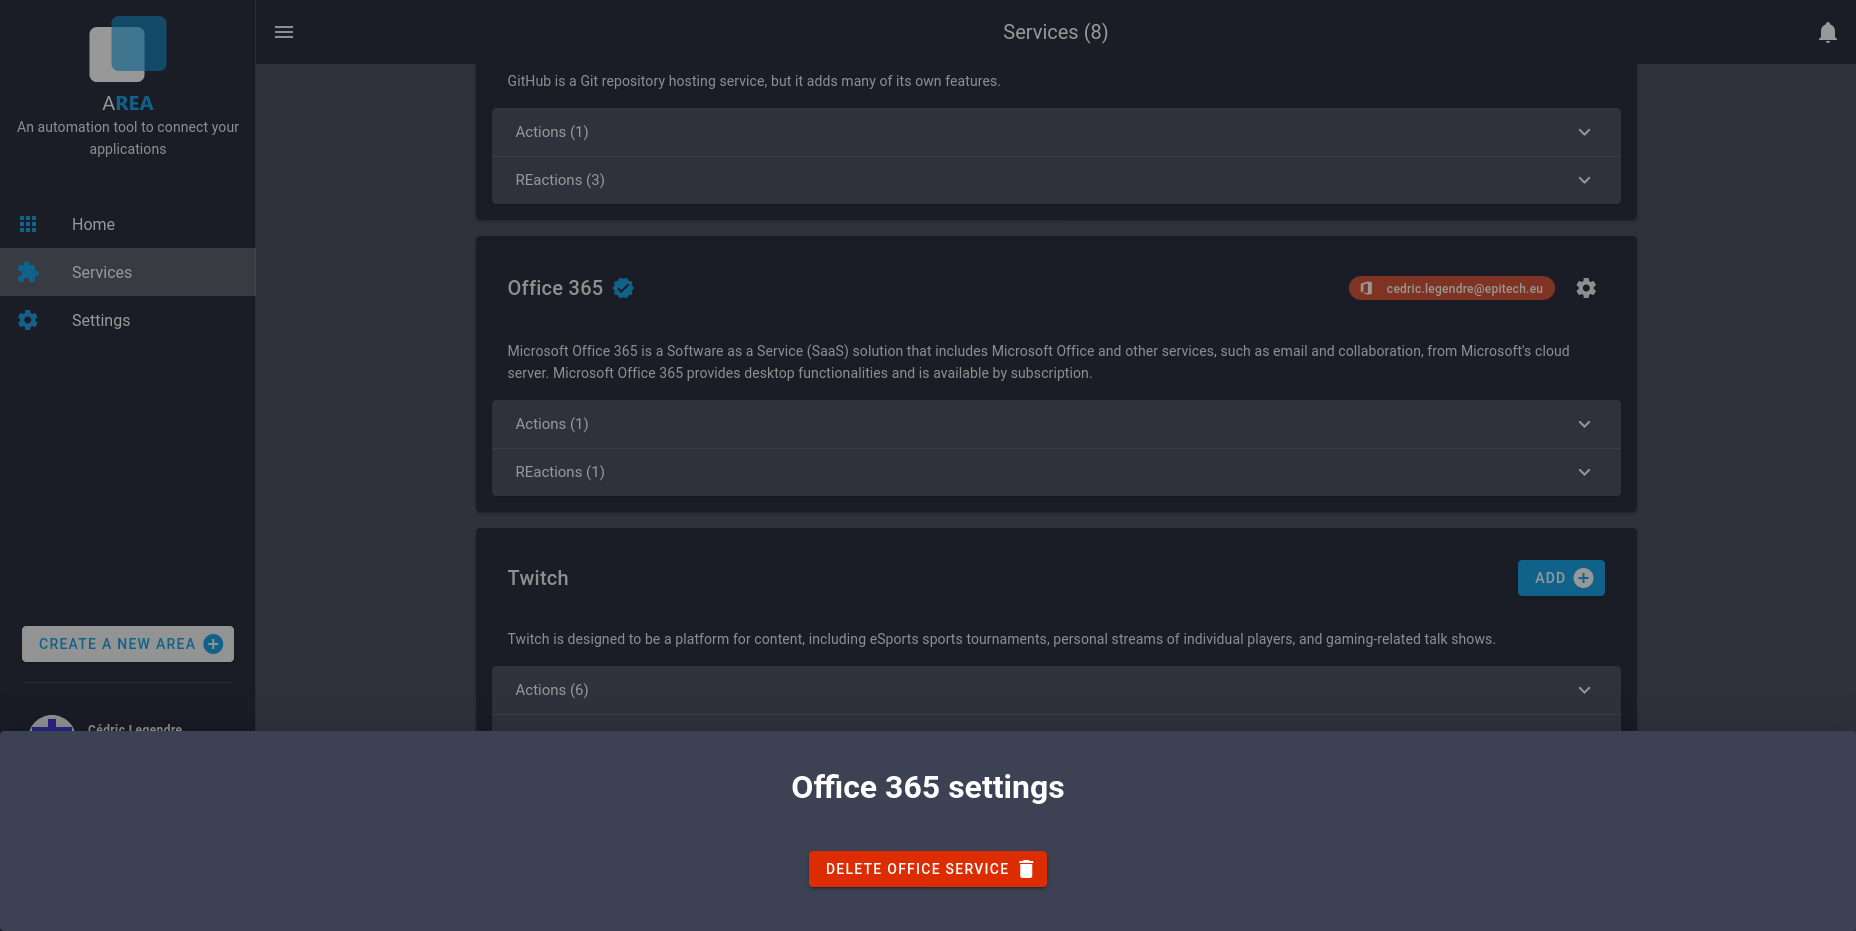 AREA
An automation tool to connect your
applications
Home
Services
Settings
CREATE A NEW AREA
Cédric Legendre
Services (8)
GitHub is a Git repository hosting service, but it adds many of its own features.
Actions (1)
REactions (3)
Office 365
cedric.legendre@epitech.eu
Microsoft Office 365 is a Software as a Service (SaaS) solution that includes Microsoft Office and other services, such as email and collaboration, from Microsoft's cloud
server. Microsoft Office 365 provides desktop functionalities and is available by subscription.
Actions (1)
REactions (1)
Twitch
ADD
Twitch is designed to be a platform for content, including eSports sports tournaments, personal streams of individual players, and gaming-related talk shows.
Actions (6)
Office 365 settings
DELETE OFFICE SERVICE